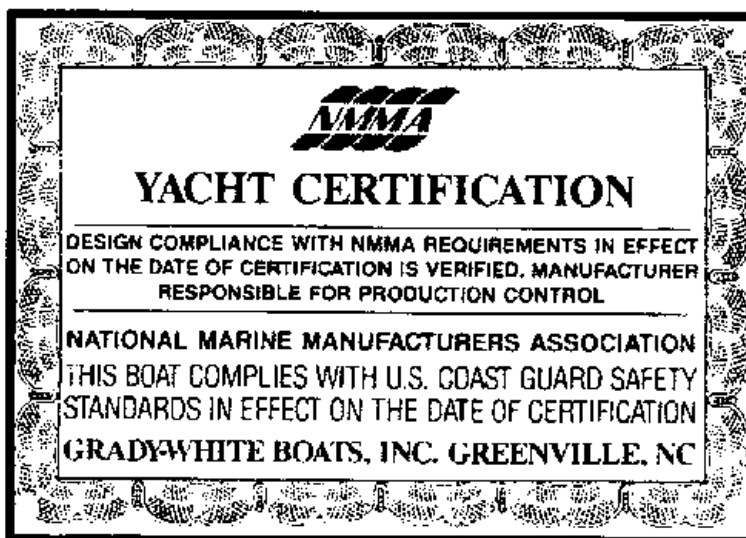 NMMA
YACHT CERTIFICATION
DESIGN COMPLIANCE WITH NMMA REQUIREMENTS IN EFFECT
ON THE DATE OF CERTIFICATION IS VERIFIED. MANUFACTURER
RESPONSIBLE FOR PRODUCTION CONTROL
NATIONAL MARINE MANUFACTURERS ASSOCIATION
THIS BOAT COMPLIES WITH U.S. COAST GUARD SAFETY
STANDARDS IN EFFECT ON THE DATE OF CERTIFICATION
GRADY-WHITE BOATS, INC. GREENVILLE, NC